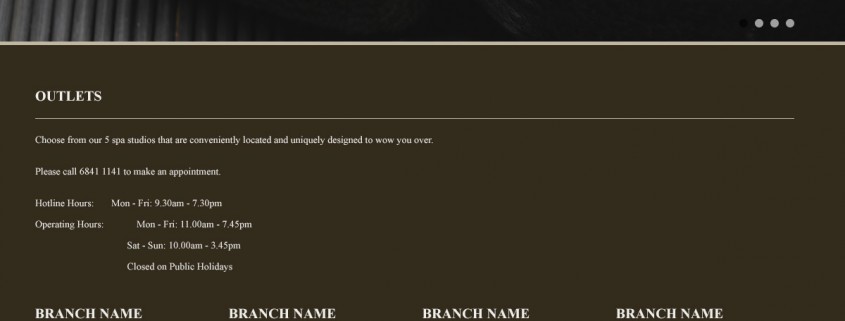 OUTLETS
Choose from our 5 spa studios that are conveniently located and uniquely designed to wow you over.
Please call 6841 1141 to make an appointment.
Hotline Hours: Mon - Fri: 9.30am - 7.30pm
Operating Hours: Mon - Fri: 11.00am - 7.45pm
Sat - Sun: 10.00am - 3.45pm
Closed on Public Holidays
BRANCH NAME BRANCH NAME BRANCH NAME BRANCH NAME